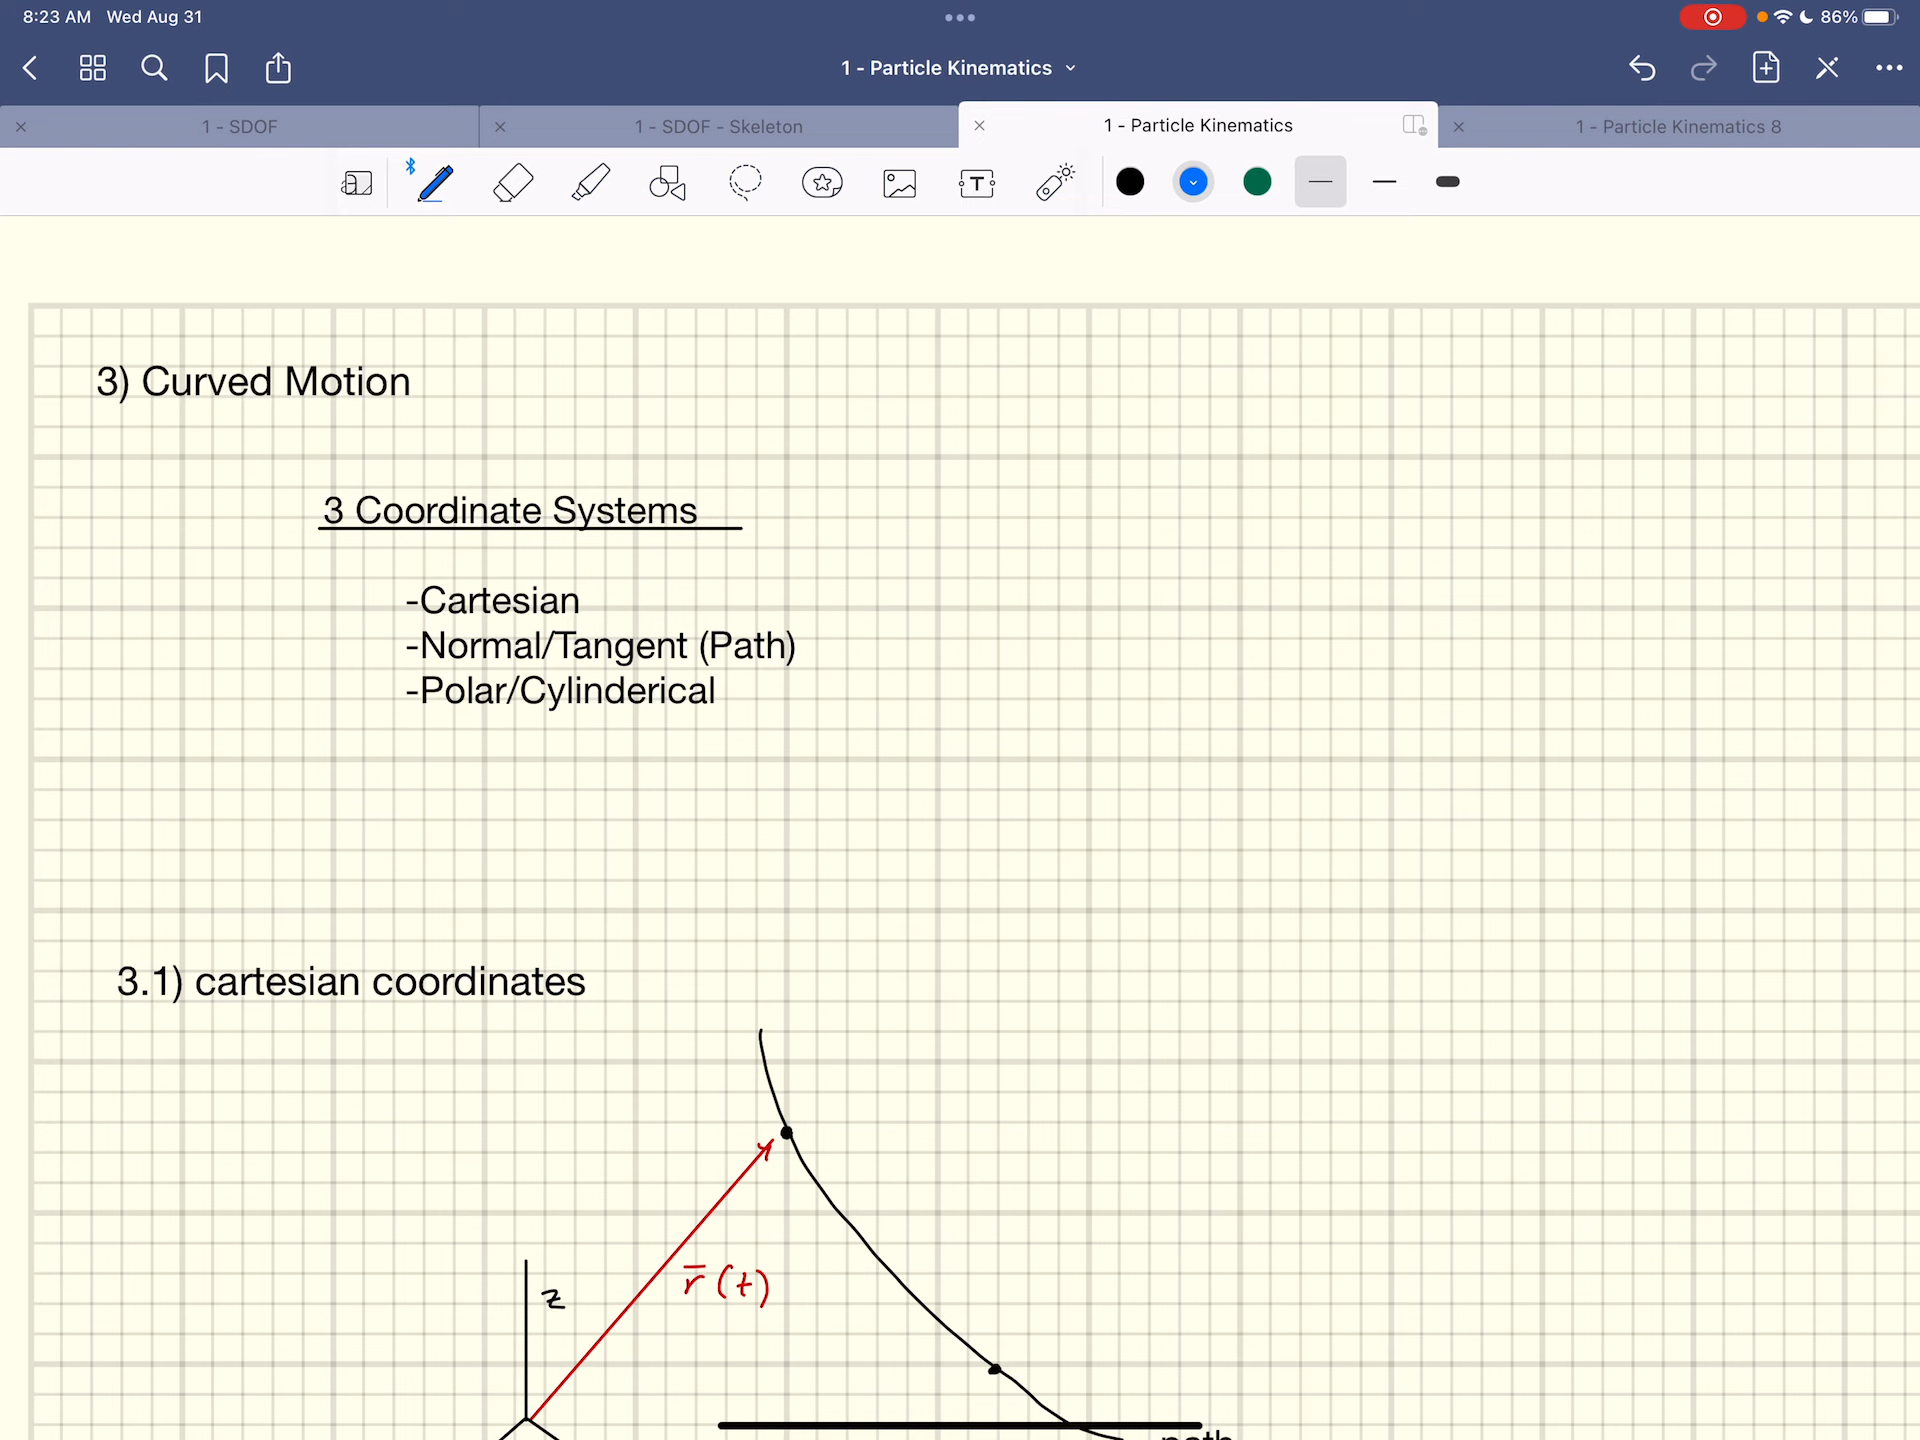 8:23 AM Wed Aug 31
86%
1 - Particle Kinematics
1 - SDOF
1 - SDOF - Skeleton
1 - Particle Kinematics
1 - Particle Kinematics 8
3) Curved Motion
3 Coordinate Systems
-Cartesian
-Normal/Tangent (Path)
-Polar/Cylinderical
3.1) cartesian coordinates
r̅(t)
z
path